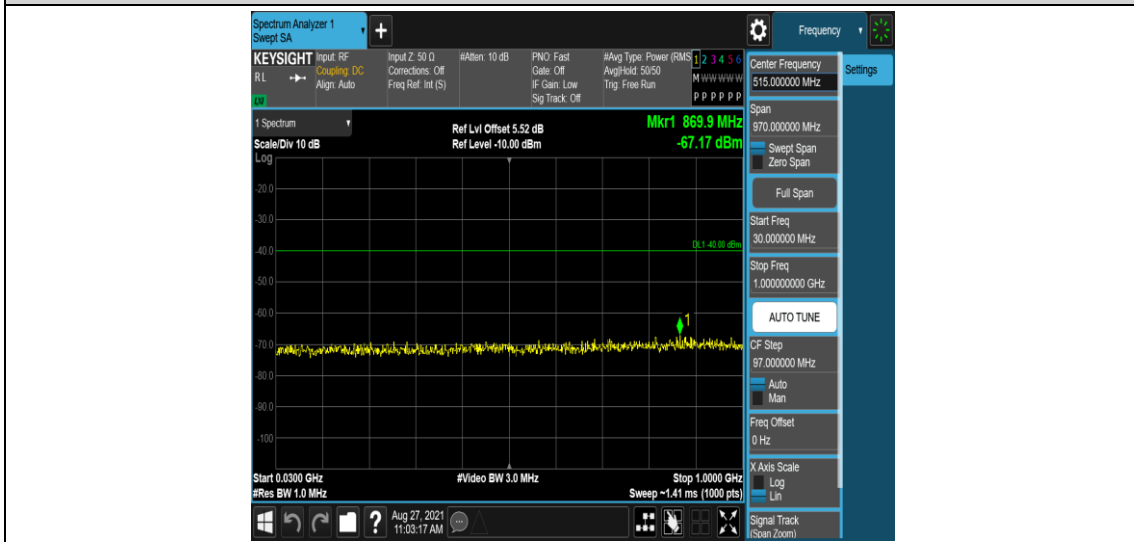 Spectrum Analyzer 1
Swept SA
+
Frequency
KEYSIGHT
RL
LXI
Input: RF
Coupling: DC
Align: Auto
Input Z: 50 Ω
Corrections: Off
Freq Ref: Int (S)
#Atten: 10 dB
PNO: Fast
Gate: Off
IF Gain: Low
Sig Track: Off
#Avg Type: Power (RMS
Avg|Hold: 50/50
Trig: Free Run
1 2 3 4 5 6
M W W W W W
P P P P P P
1 Spectrum
Scale/Div 10 dB
Log
Ref Lvl Offset 5.52 dB
Ref Level -10.00 dBm
Mkr1 869.9 MHz
-67.17 dBm
-20.0
-30.0
-40.0
DL1 -40.00 dBm
-50.0
-60.0
1
-70.0
-80.0
-90.0
-100
Start 0.0300 GHz
#Video BW 3.0 MHz
Stop 1.0000 GHz
#Res BW 1.0 MHz
Sweep ~1.41 ms (1000 pts)
Aug 27, 2021
11:03:17 AM
?
Center Frequency
515.000000 MHz
Settings
Span
970.000000 MHz
Swept Span
Zero Span
Full Span
Start Freq
30.000000 MHz
Stop Freq
1.000000000 GHz
AUTO TUNE
CF Step
97.000000 MHz
Auto
Man
Freq Offset
0 Hz
X Axis Scale
Log
Lin
Signal Track
(Span Zoom)